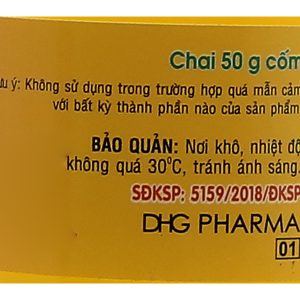 Chai 50 g cốm
ưu ý: Không sử dụng trong trường hợp quá mẫn cảm
với bất kỳ thành phần nào của sản phẩm
BẢO QUẢN: Nơi khô, nhiệt độ
không quá 30°C, tránh ánh sáng.
SĐKSP: 5159/2018/ĐKSP
DHG PHARMA
01